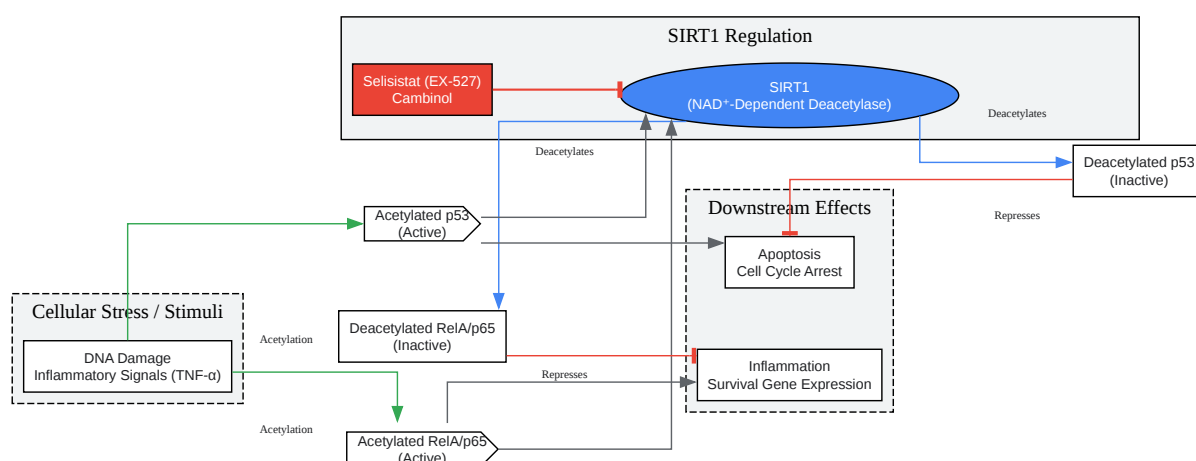 SIRT1 Regulation
Selisistat (EX-527)
Cambinol
SIRT1
(NAD⁺-Dependent Deacetylase)
Deacetylates
Deacetylates
Deacetylated p53
(Inactive)
Acetylated p53
(Active)
Downstream Effects
Represses
Apoptosis
Cell Cycle Arrest
Cellular Stress / Stimuli
DNA Damage
Inflammatory Signals (TNF-α)
Acetylation
Deacetylated RelA/p65
(Inactive)
Represses
Inflammation
Survival Gene Expression
Acetylation
Acetylated RelA/p65
(Active)